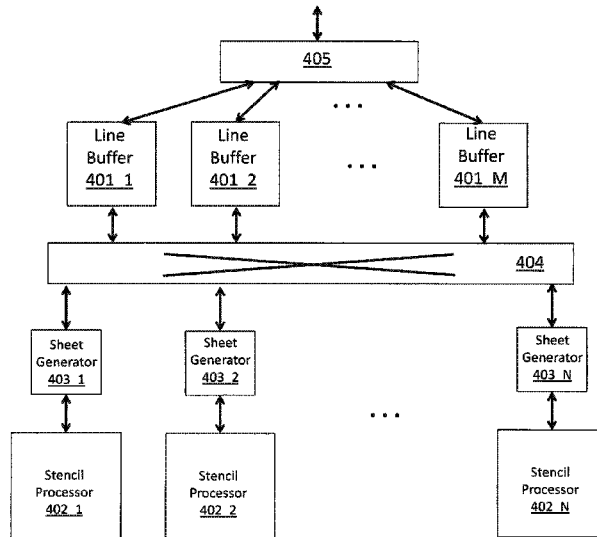 405
. . .
Line
Buffer
401_1
Line
Buffer
401_2
. . .
Line
Buffer
401_M
404
Sheet
Generator
403_1
Sheet
Generator
403_2
Sheet
Generator
403_N
. . .
Stencil
Processor
402_1
Stencil
Processor
402_2
Stencil
Processor
402_N